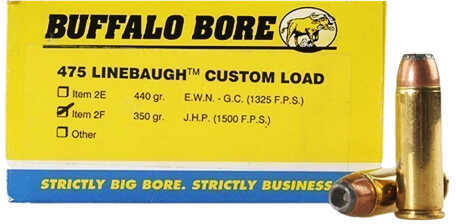 BUFFALO BORE
475 LINEBAUGH™ CUSTOM LOAD
Item 2E 440 gr. E.W.N. - G.C. (1325 F.P.S.)
Item 2F 350 gr. J.H.P. (1500 F.P.S.)
Other
STRICTLY BIG BORE. STRICTLY BUSINESS.